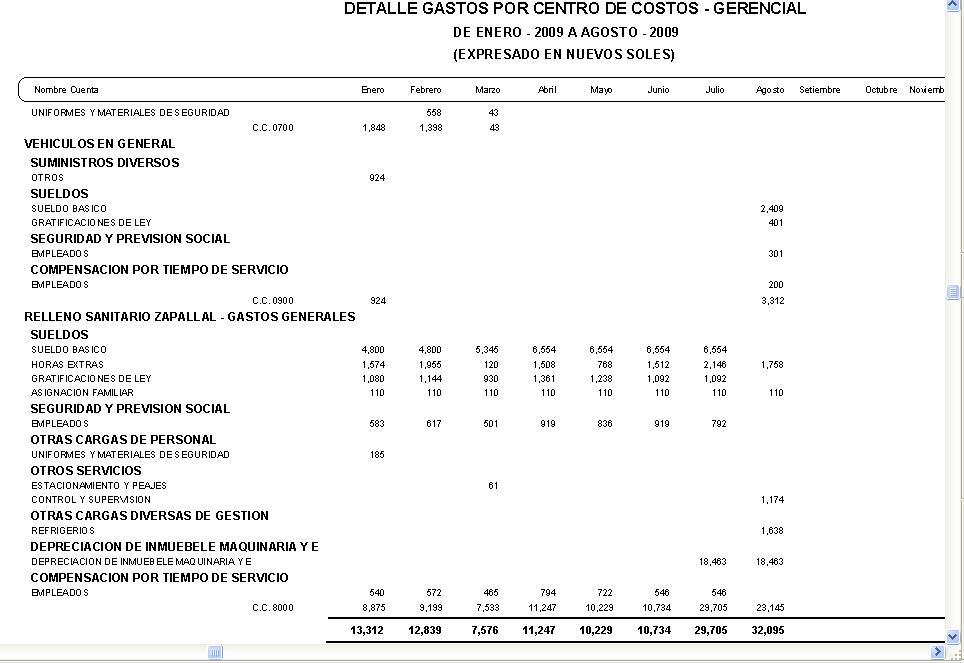 DETALLE GASTOS POR CENTRO DE COSTOS - GERENCIAL
DE ENERO - 2009 A AGOSTO - 2009
(EXPRESADO EN NUEVOS SOLES)
Nombre Cuenta Enero Febrero Marzo Abril Mayo Junio Julio Agosto Setiembre Octubre Noviemb
UNIFORMES Y MATERIALES DE SEGURIDAD 558 43
C.C. 0700 1,848 1,398 43
VEHICULOS EN GENERAL
SUMINISTROS DIVERSOS
OTROS 924
SUELDOS
SUELDO BASICO 2,409
GRATIFICACIONES DE LEY 401
SEGURIDAD Y PREVISION SOCIAL
EMPLEADOS 301
COMPENSACION POR TIEMPO DE SERVICIO
EMPLEADOS 200
C.C. 0900 924 3,312
RELLENO SANITARIO ZAPALLAL - GASTOS GENERALES
SUELDOS
SUELDO BASICO 4,800 4,800 5,345 6,554 6,554 6,554 6,554
HORAS EXTRAS 1,574 1,955 120 1,508 768 1,512 2,146 1,758
GRATIFICACIONES DE LEY 1,080 1,144 930 1,361 1,238 1,092 1,092
ASIGNACION FAMILIAR 110 110 110 110 110 110 110 110
SEGURIDAD Y PREVISION SOCIAL
EMPLEADOS 583 617 501 919 836 919 792
OTRAS CARGAS DE PERSONAL
UNIFORMES Y MATERIALES DE SEGURIDAD 185
OTROS SERVICIOS
ESTACIONAMIENTO Y PEAJES 61
CONTROL Y SUPERVISION 1,174
OTRAS CARGAS DIVERSAS DE GESTION
REFRIGERIOS 1,638
DEPRECIACION DE INMUEBELE MAQUINARIA Y E
DEPRECIACION DE INMUEBELE MAQUINARIA Y E 18,463 18,463
COMPENSACION POR TIEMPO DE SERVICIO
EMPLEADOS 540 572 465 794 722 546 546
C.C. 8000 8,875 9,199 7,533 11,247 10,229 10,734 29,705 23,145
13,312 12,839 7,576 11,247 10,229 10,734 29,705 32,095